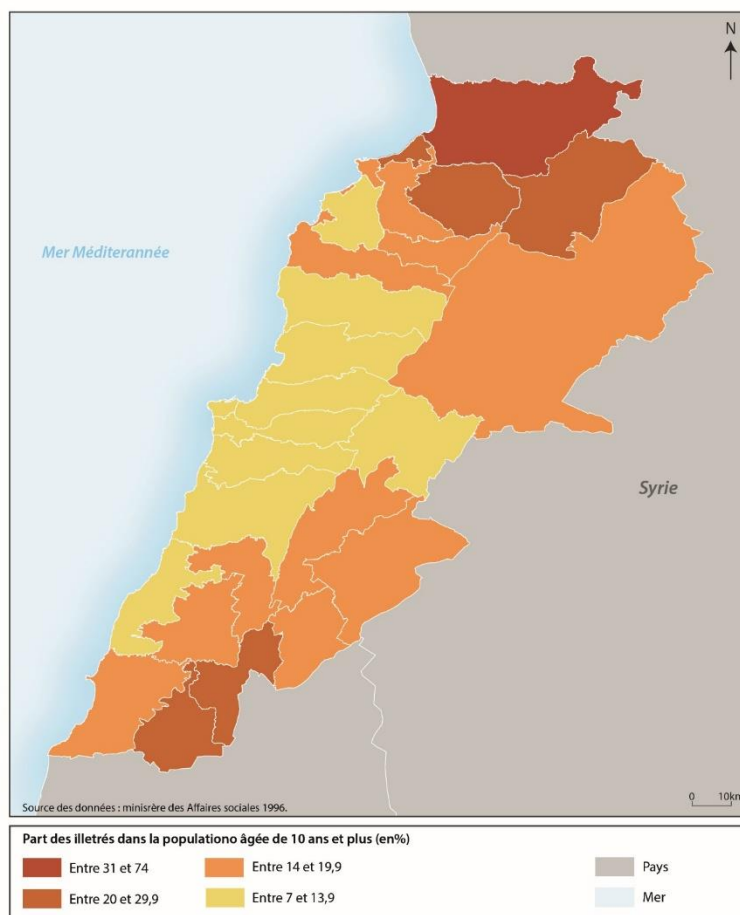 N
Mer Méditerannée
Syrie
Source des données : minisrère des Affaires sociales 1996.
0 10km
Part des illetrés dans la populationo âgée de 10 ans et plus (en%)
Entre 31 et 74
Entre 14 et 19,9
Pays
Entre 20 et 29,9
Entre 7 et 13,9
Mer